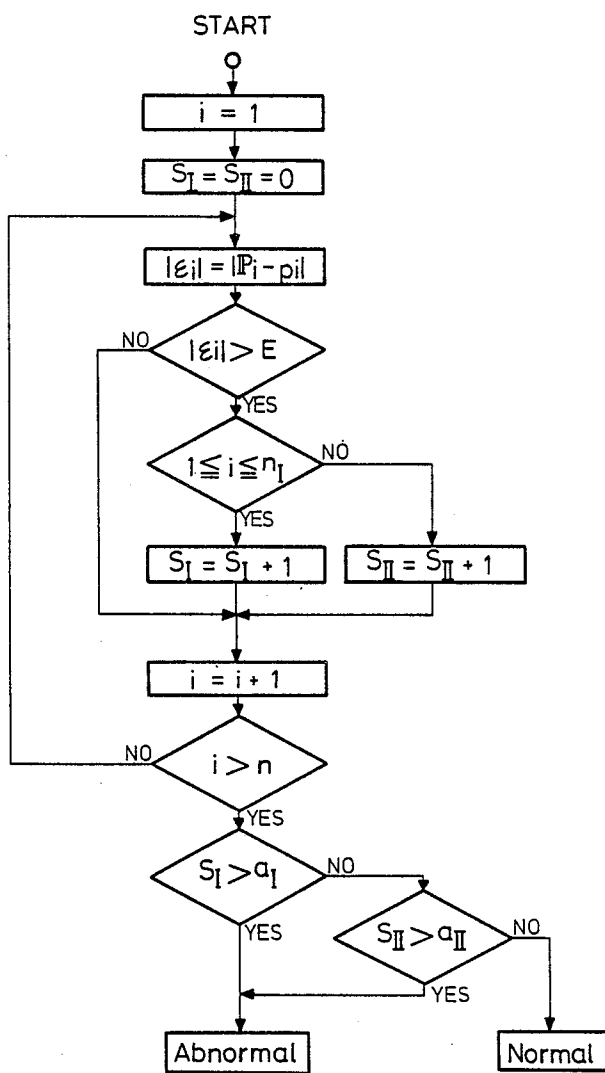 START
i = 1
S_I = S_II = 0
|εi| = |ℙi − pi|
NO
|εi| > E
YES
1 ≦ i ≦ n_I
NO
YES
S_I = S_I + 1
S_II = S_II + 1
i = i + 1
NO
i > n
YES
S_I > a_I
NO
YES
S_II > a_II
NO
YES
Abnormal
Normal